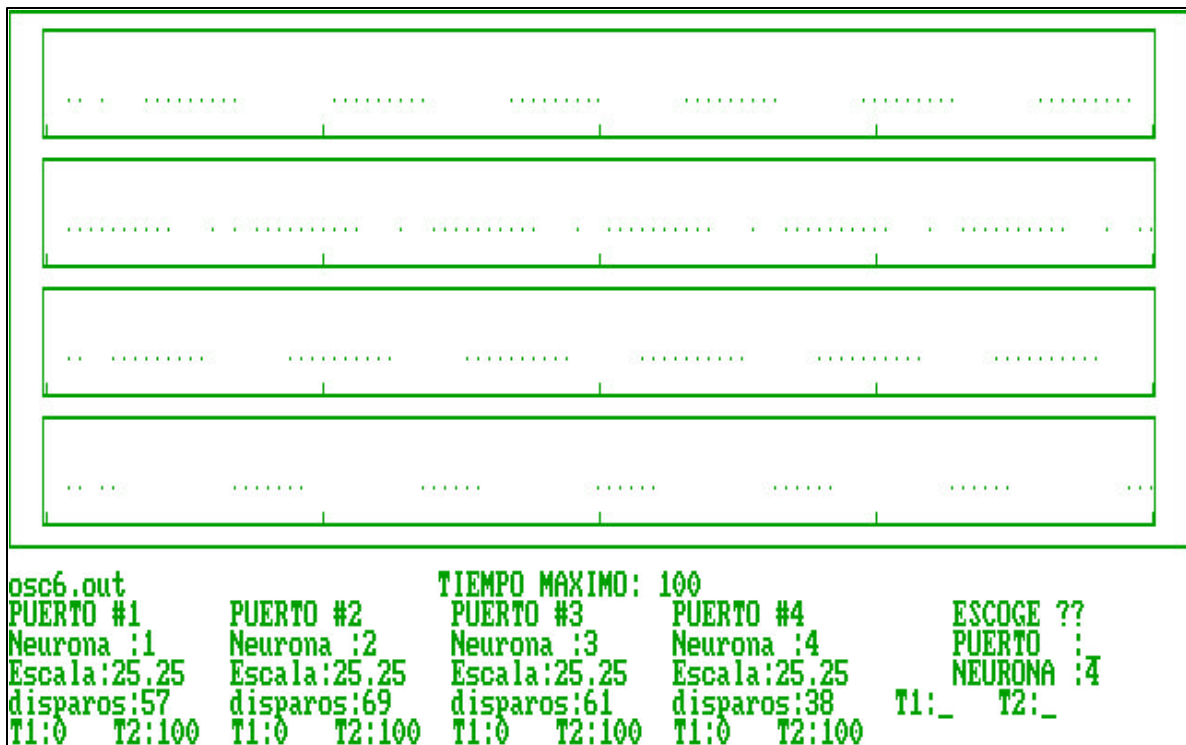 osc6.out TIEMPO MAXIMO: 100
PUERTO #1 PUERTO #2 PUERTO #3 PUERTO #4 ESCOGE ??
Neurona :1 Neurona :2 Neurona :3 Neurona :4 PUERTO :_
Escala:25.25 Escala:25.25 Escala:25.25 Escala:25.25 NEURONA :4
disparos:57 disparos:69 disparos:61 disparos:38 T1:_ T2:_
T1:0 T2:100 T1:0 T2:100 T1:0 T2:100 T1:0 T2:100